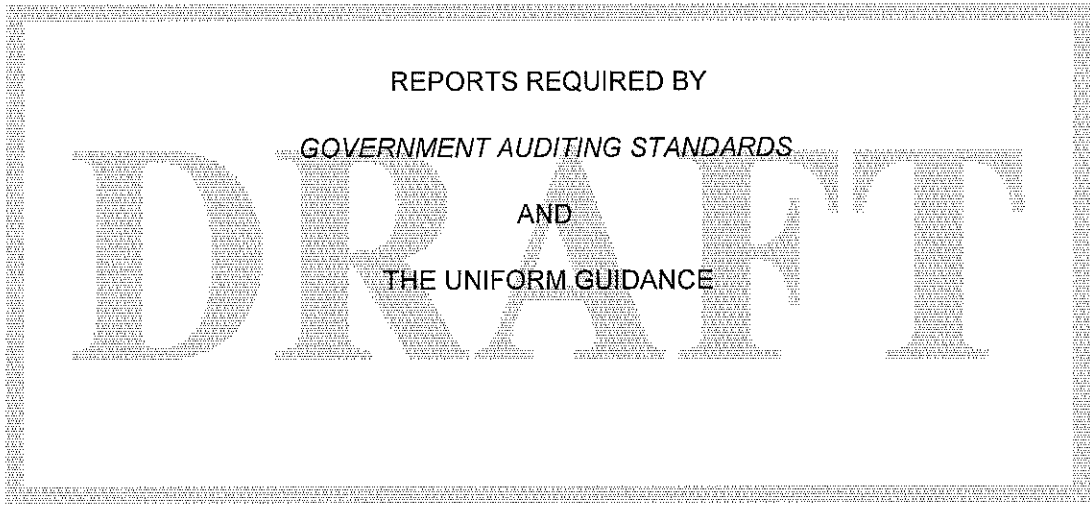 REPORTS REQUIRED BY
GOVERNMENT AUDITING STANDARDS
AND
THE UNIFORM GUIDANCE
DRAFT